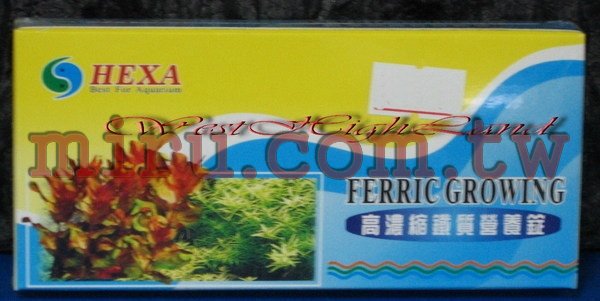 HEXA
Best For Aquarium
WestHighLand
miru.com.tw
FERRIC GROWING
高濃縮鐵質營養錠